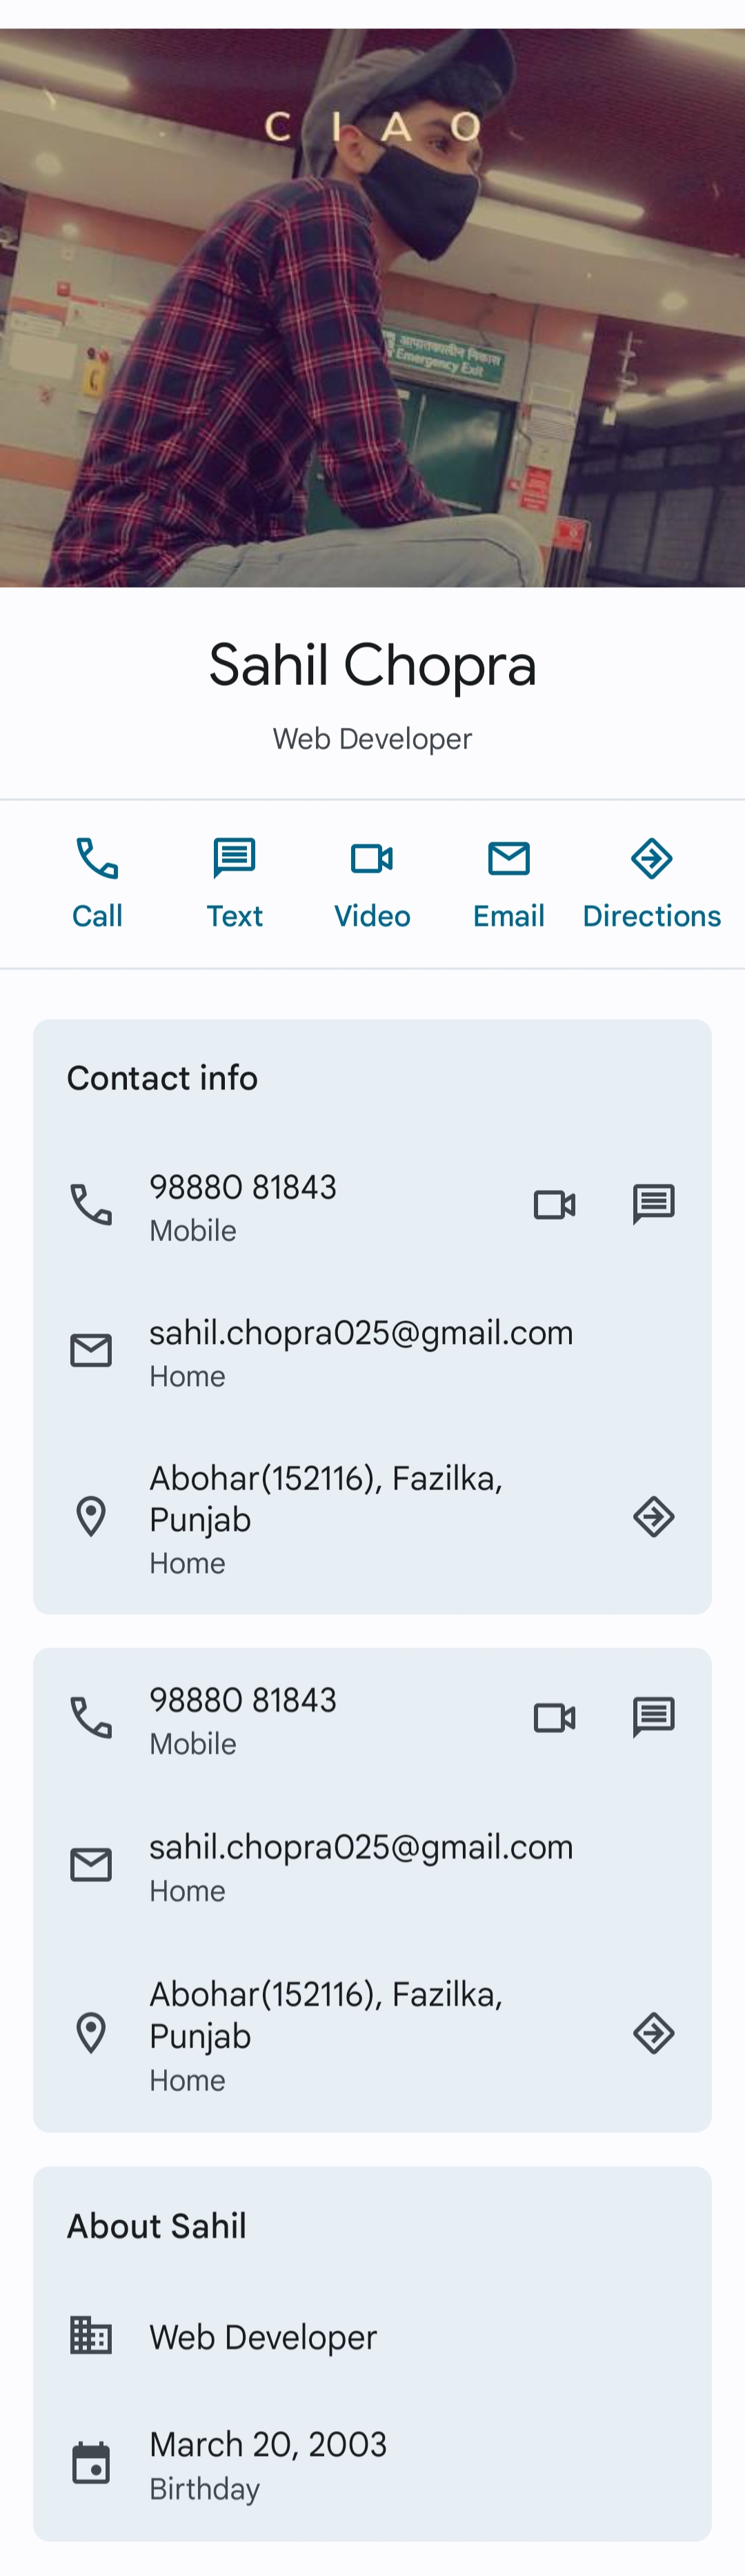 C I A O
आपातकालीन निकास
Emergency Exit
Sahil Chopra
Web Developer
Call Text Video Email Directions
Contact info
98880 81843
Mobile
sahil.chopra025@gmail.com
Home
Abohar(152116), Fazilka,
Punjab
Home
98880 81843
Mobile
sahil.chopra025@gmail.com
Home
Abohar(152116), Fazilka,
Punjab
Home
About Sahil
Web Developer
March 20, 2003
Birthday